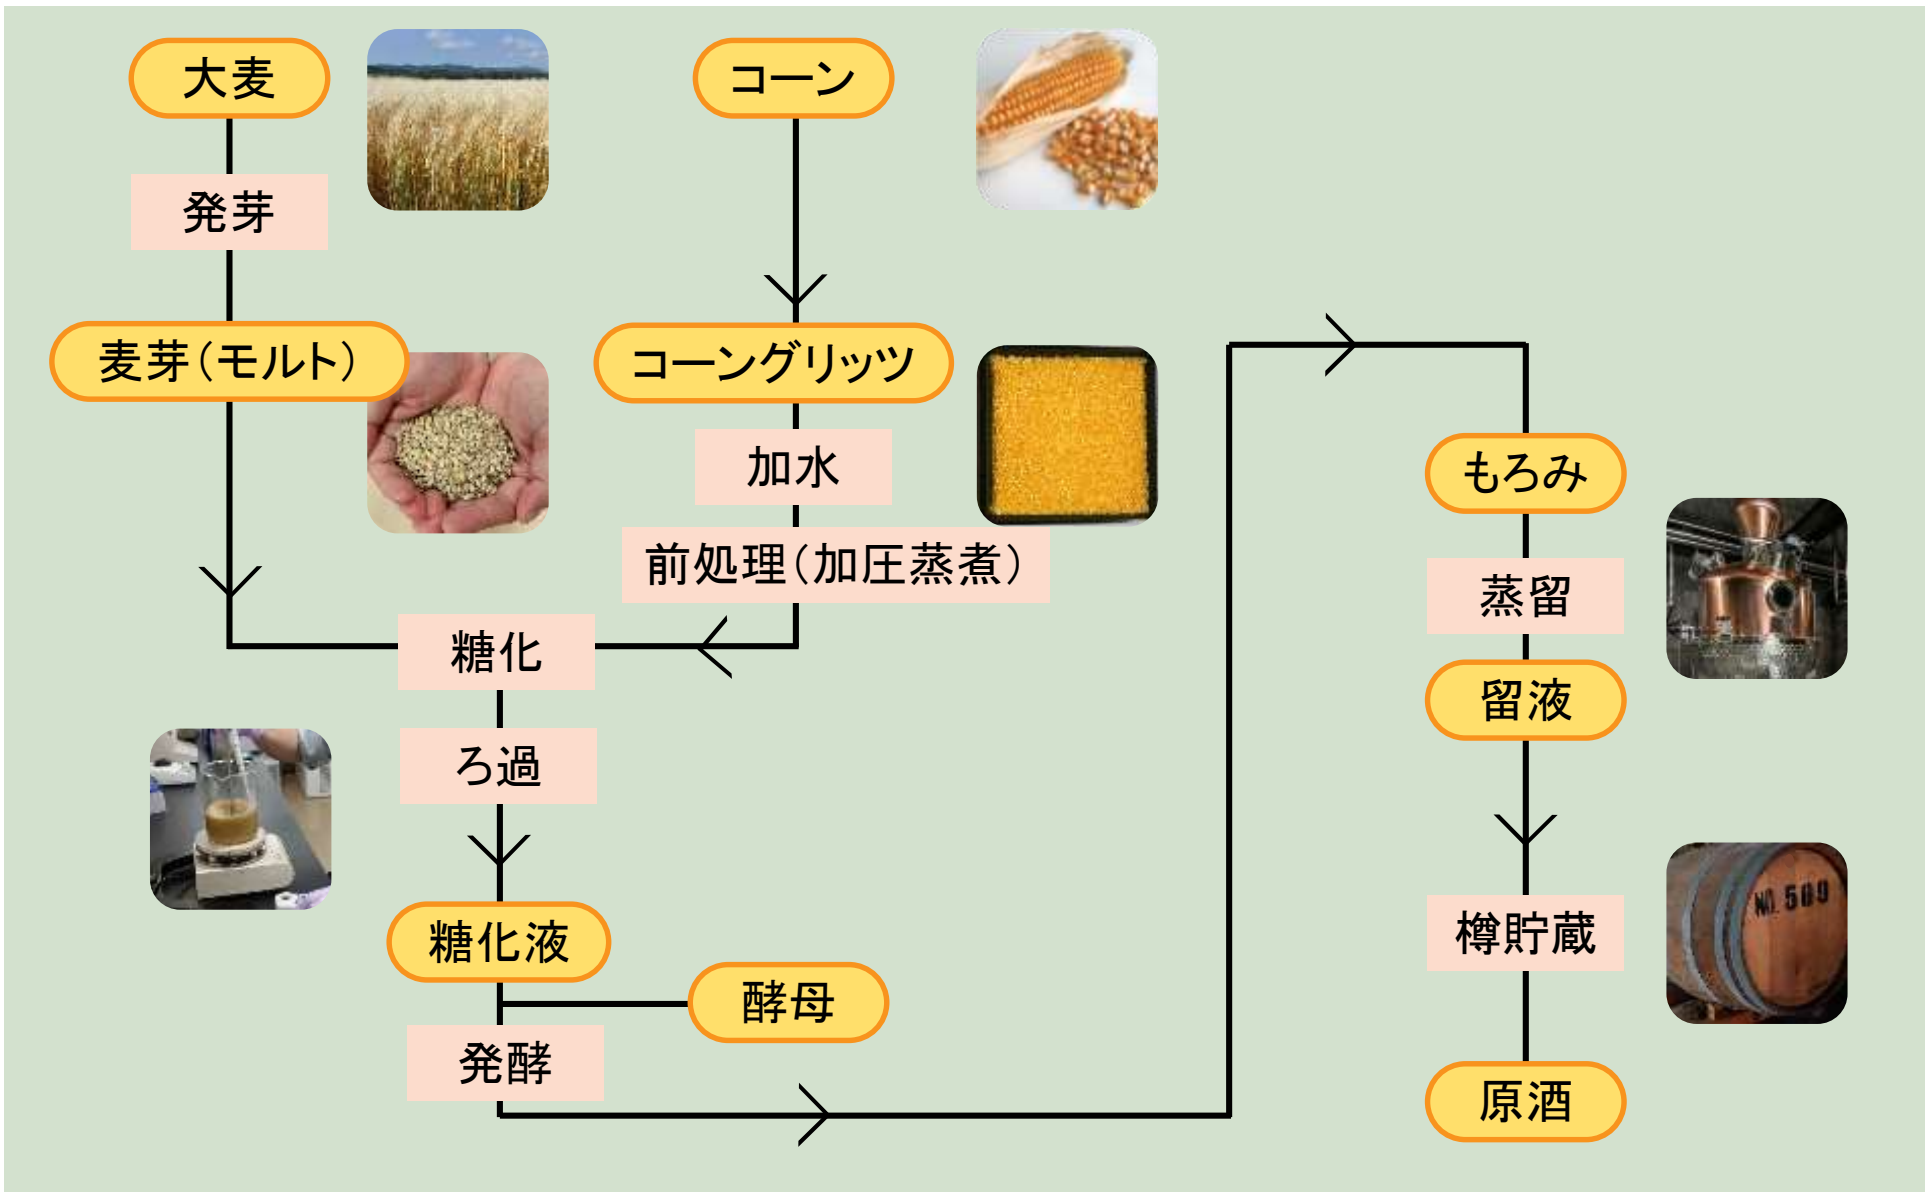 大麦
コーン
発芽
麦芽（モルト）
コーングリッツ
加水
前処理（加圧蒸煮）
糖化
ろ過
糖化液
酵母
発酵
もろみ
蒸留
留液
樽貯蔵
NO. 509
原酒